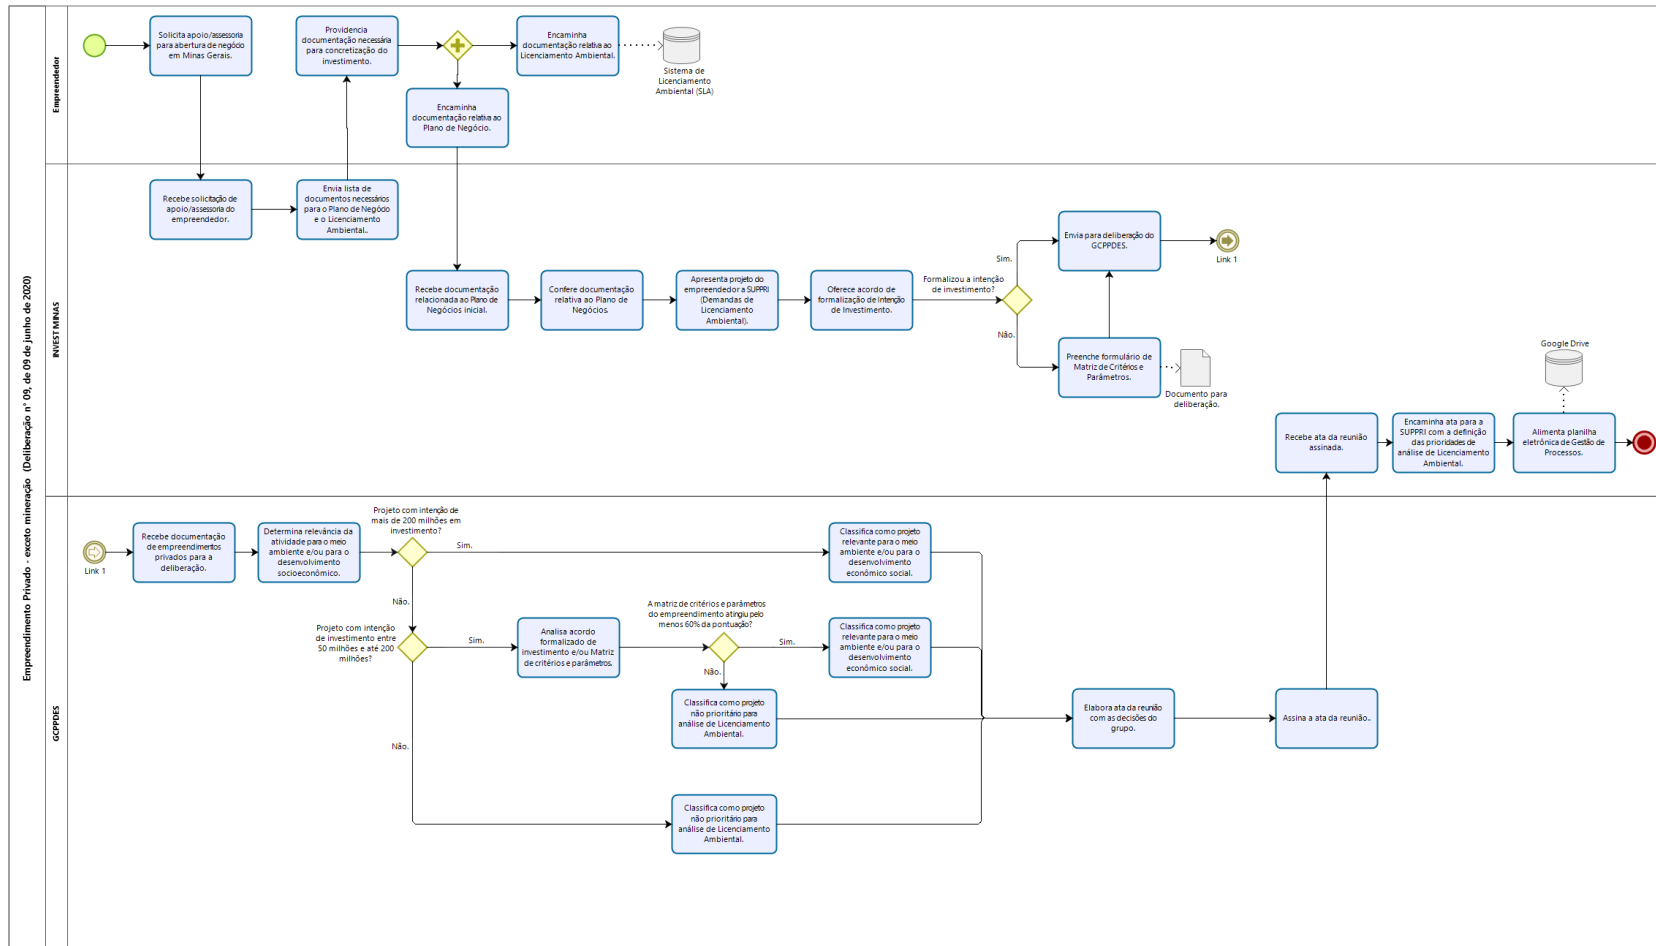 Empreendimento Privado - exceto mineração (Deliberação n° 09, de 09 de junho de 2020)
Empreendedor
Solicita apoio/assessoria
para abertura de negócio
em Minas Gerais.
Providencia
documentação necessária
para concretização do
investimento.
Encaminha
documentação relativa ao
Licenciamento Ambiental.
Sistema de
Licenciamento
Ambiental (SLA)
Encaminha
documentação relativa ao
Plano de Negócio.
INVEST MINAS
Recebe solicitação de
apoio/assessoria do
empreendedor.
Envia lista de
documentos necessários
para o Plano de Negócio
e o Licenciamento
Ambiental..
Recebe documentação
relacionada ao Plano de
Negócios inicial.
Confere documentação
relativa ao Plano de
Negócios.
Apresenta projeto do
empreendedor a SUPPRI
(Demandas de
Licenciamento
Ambiental).
Oferece acordo de
formalização de Intenção
de Investimento.
Formalizou a intenção
de investimento?
Sim.
Não.
Envia para deliberação do
GCPPDES.
Link 1
Preenche formulário de
Matriz de Critérios e
Parâmetros.
Documento para
deliberação.
Recebe ata da reunião
assinada.
Encaminha ata para a
SUPPRI com a definição
das prioridades de
análise de Licenciamento
Ambiental.
Alimenta planilha
eletrônica de Gestão de
Processos.
Google Drive
GCPPDES
Link 1
Recebe documentação
de empreendimentos
privados para a
deliberação.
Determina relevância da
atividade para o meio
ambiente e/ou para o
desenvolvimento
socioeconômico.
Projeto com intenção de
mais de 200 milhões em
investimento?
Sim.
Não.
Classifica como projeto
relevante para o meio
ambiente e/ou para o
desenvolvimento
econômico social.
Projeto com intenção
de investimento entre
50 milhões e até 200
milhões?
Sim.
Não.
Analisa acordo
formalizado de
investimento e/ou Matriz
de critérios e parâmetros.
A matriz de critérios e parâmetros
do empreendimento atingiu pelo
menos 60% da pontuação?
Sim.
Não.
Classifica como projeto
relevante para o meio
ambiente e/ou para o
desenvolvimento
econômico social.
Classifica como projeto
não prioritário para
análise de Licenciamento
Ambiental.
Classifica como projeto
não prioritário para
análise de Licenciamento
Ambiental.
Elabora ata da reunião
com as decisões do
grupo.
Assina a ata da reunião..